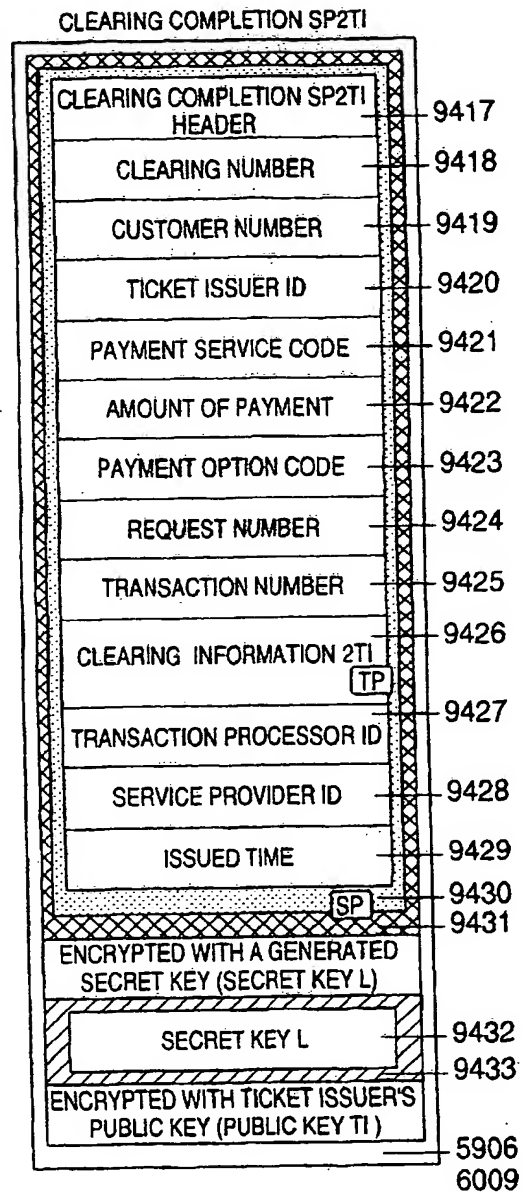 CLEARING COMPLETION SP2TI
CLEARING COMPLETION SP2TI
HEADER
9417
CLEARING NUMBER
9418
CUSTOMER NUMBER
9419
TICKET ISSUER ID
9420
PAYMENT SERVICE CODE
9421
AMOUNT OF PAYMENT
9422
PAYMENT OPTION CODE
9423
REQUEST NUMBER
9424
TRANSACTION NUMBER
9425
9426
CLEARING INFORMATION 2TI
TP
9427
TRANSACTION PROCESSOR ID
SERVICE PROVIDER ID
9428
ISSUED TIME
9429
SP
9430
9431
ENCRYPTED WITH A GENERATED
SECRET KEY (SECRET KEY L)
SECRET KEY L
9432
9433
ENCRYPTED WITH TICKET ISSUER'S
PUBLIC KEY (PUBLIC KEY TI)
5906
6009